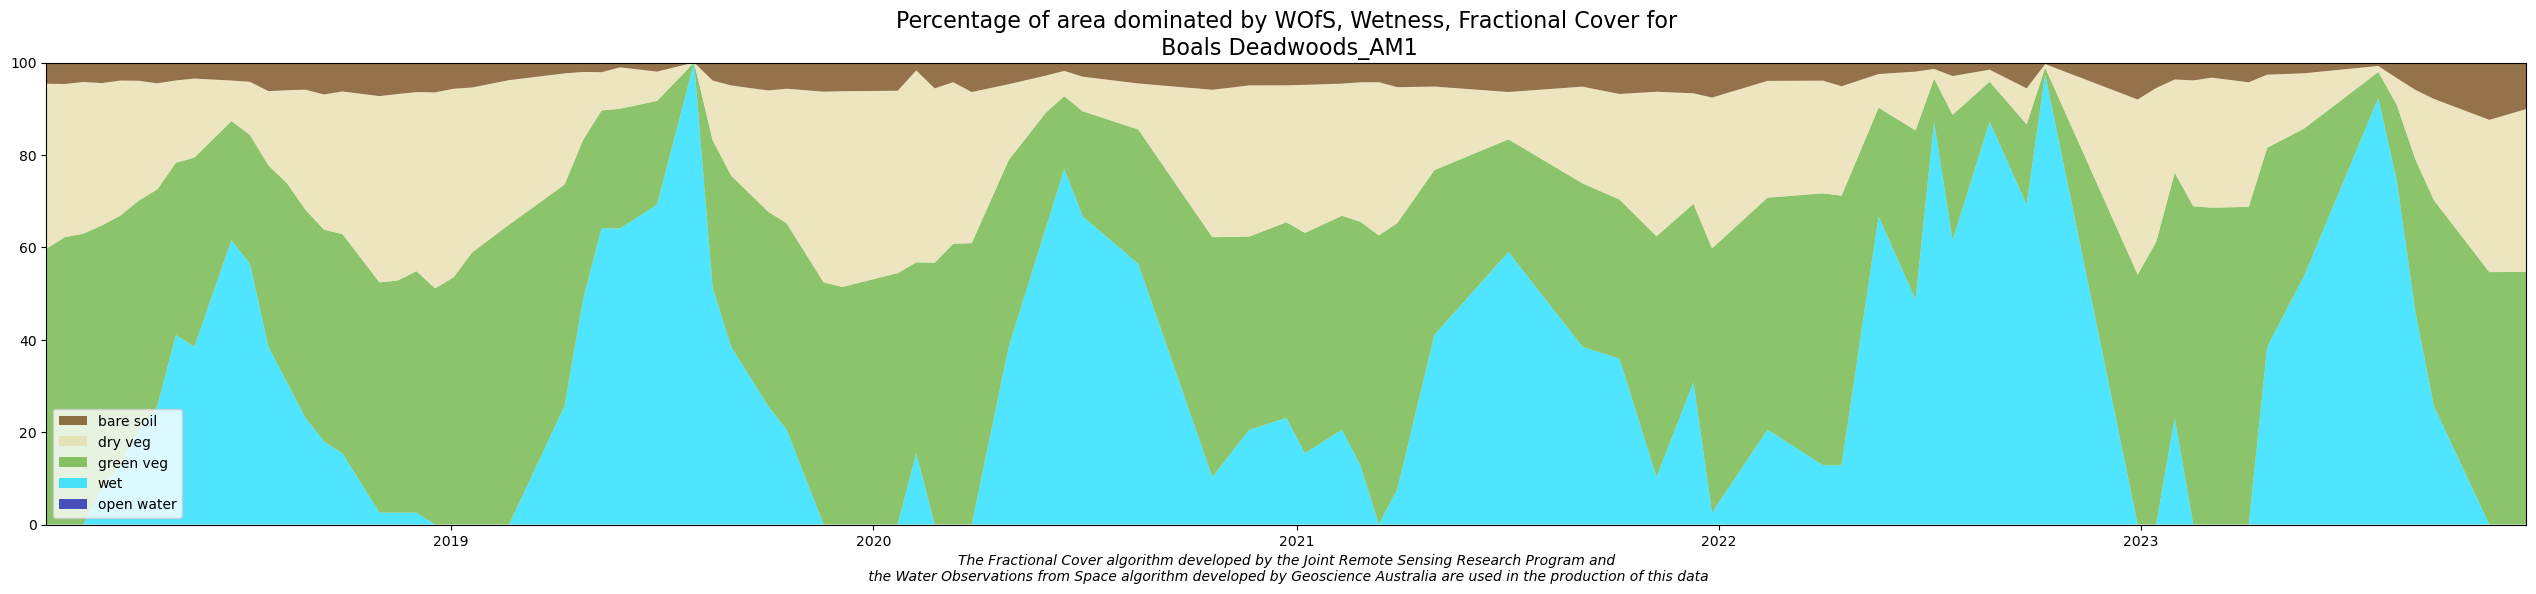 Percentage of area dominated by WOfS, Wetness, Fractional Cover for
Boals Deadwoods_AM1
100
80
60
40
20
0
bare soil
dry veg
green veg
wet
open water
2019 2020 2021 2022 2023
The Fractional Cover algorithm developed by the Joint Remote Sensing Research Program and
the Water Observations from Space algorithm developed by Geoscience Australia are used in the production of this data